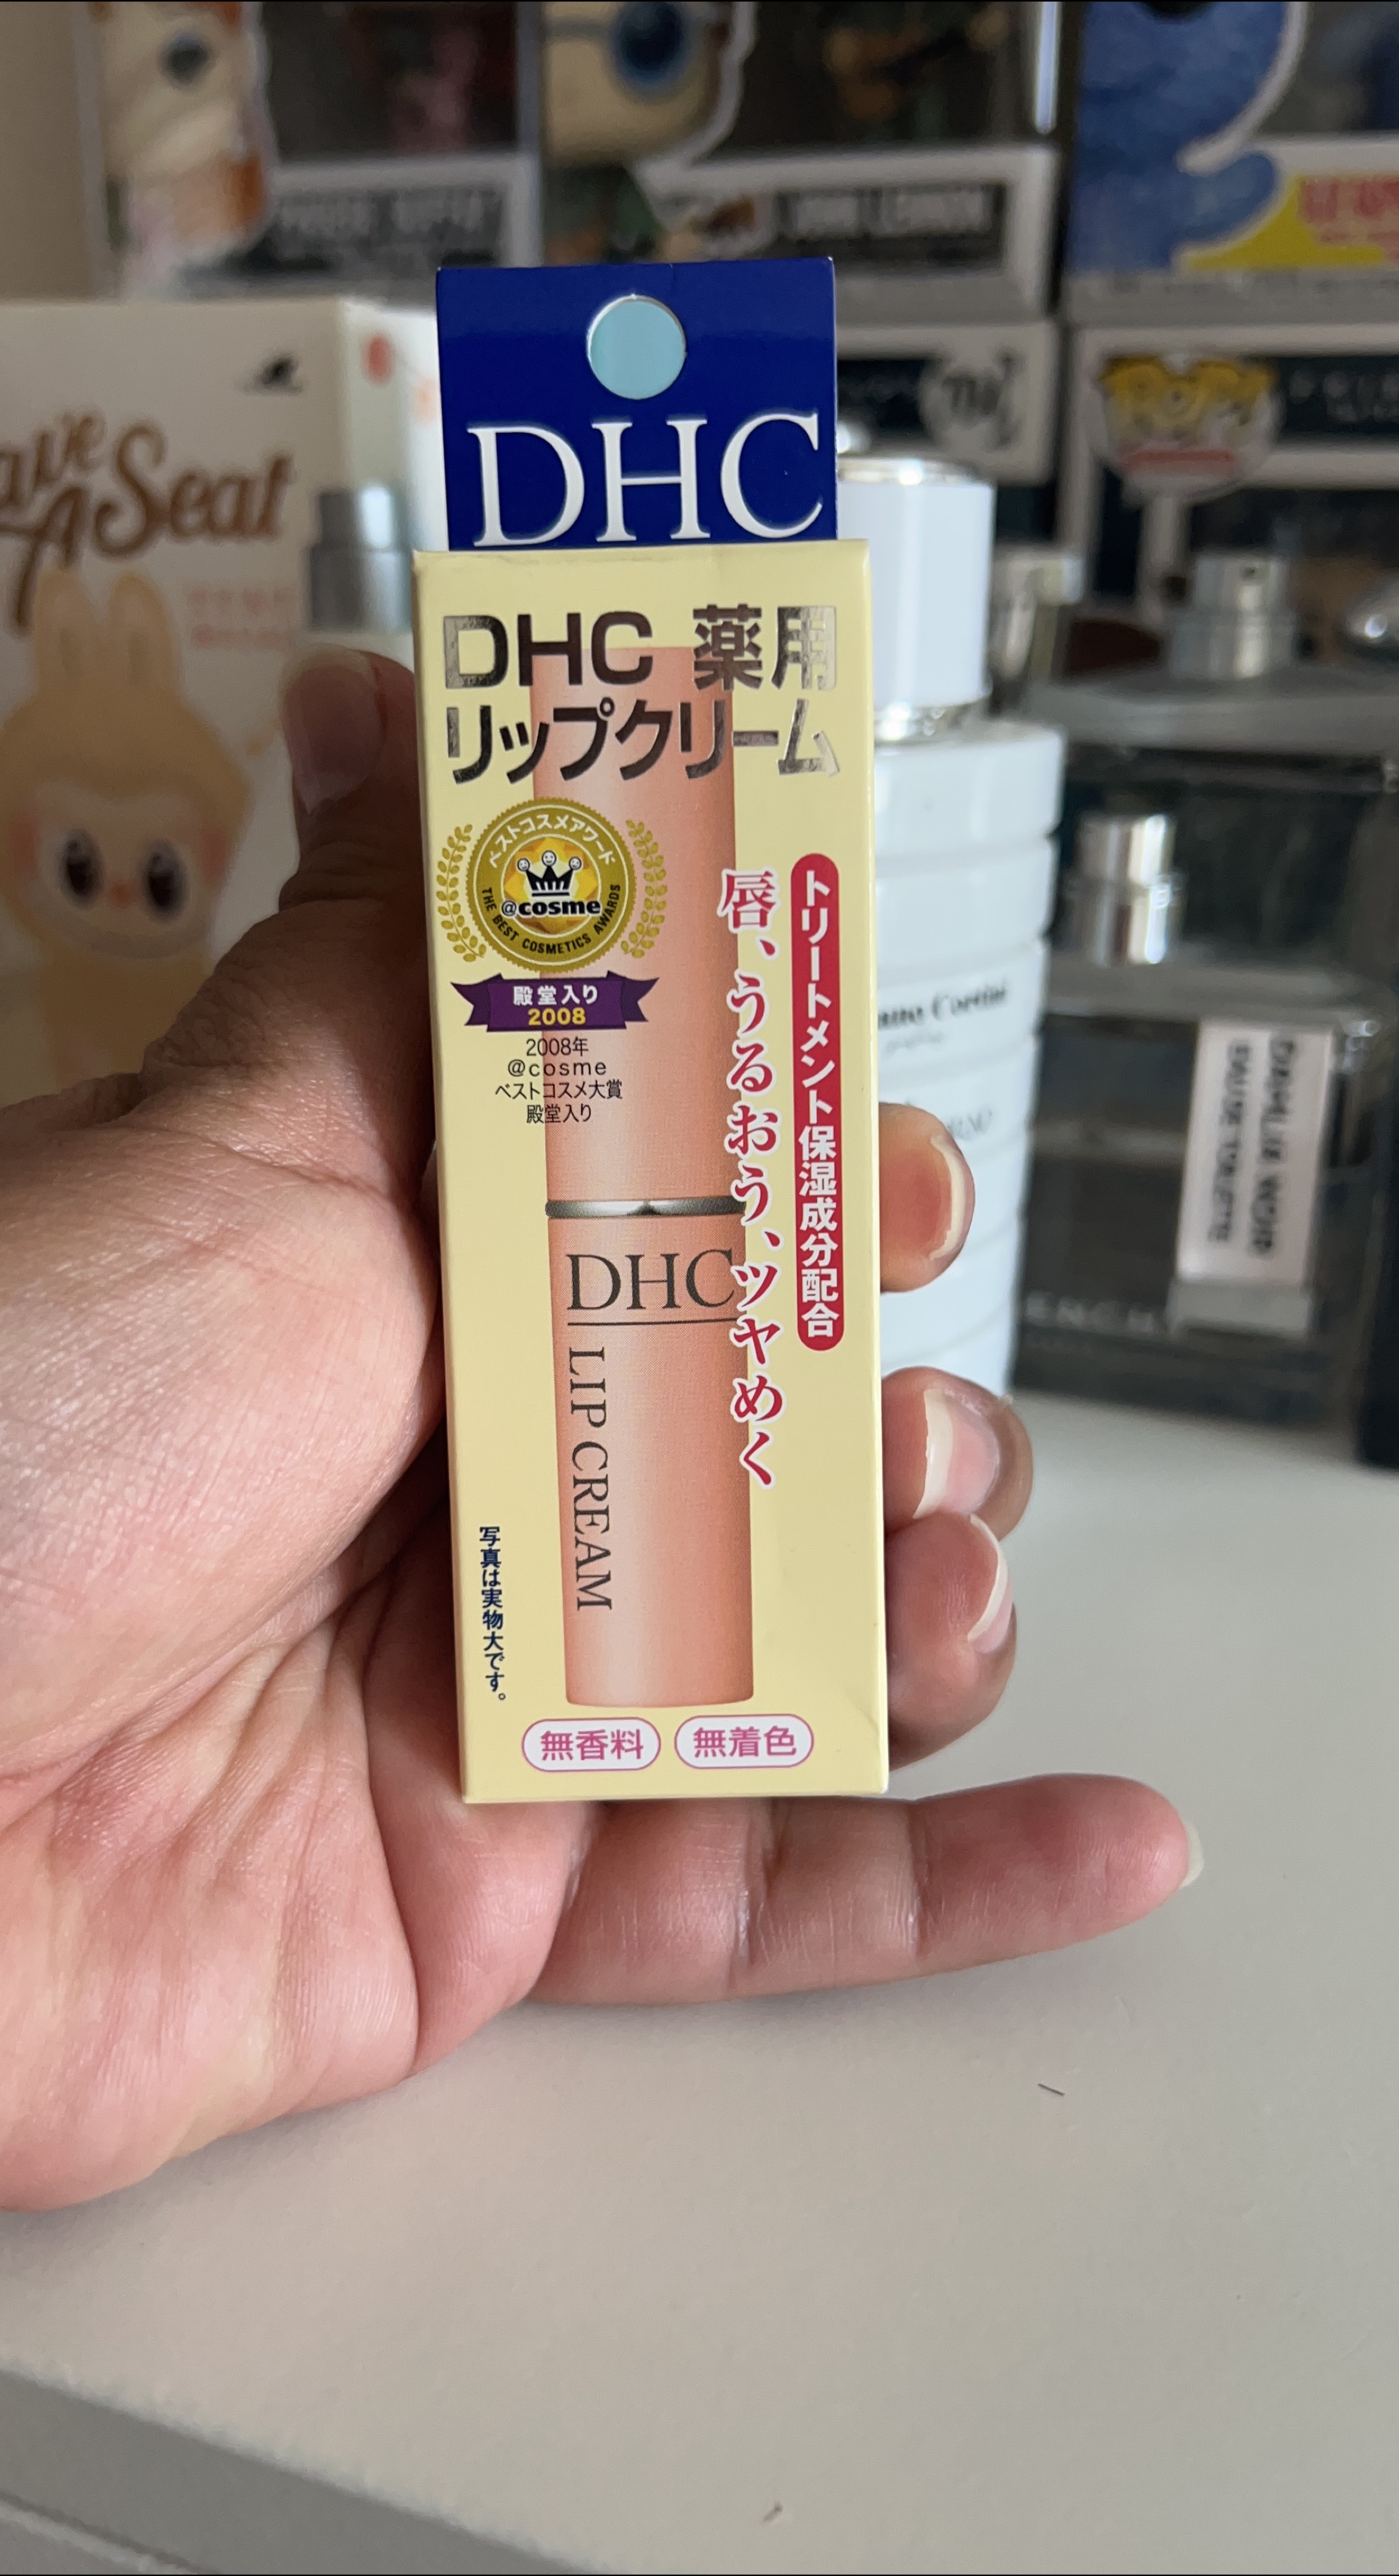 DHC
DHC 薬用
リップクリーム
ベストコスメアワード
@cosme
THE BEST COSMETICS AWARDS
殿堂入り
2008
2008年
@cosme
ベストコスメ大賞
殿堂入り
トリートメント保湿成分配合
唇、うるおう、ツヤめく
DHC
LIP CREAM
写真は実物大です。
無香料
無着色
A Seat
POP!